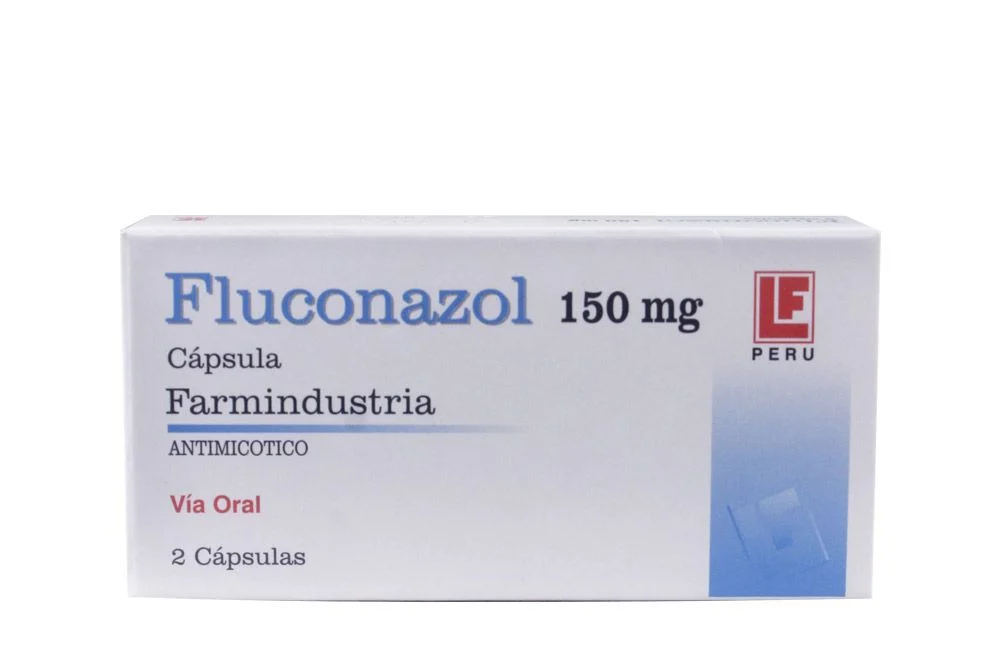 Fluconazol 150 mg
Cápsula
Farmindustria
ANTIMICOTICO
Vía Oral
2 Cápsulas
LF
PERU